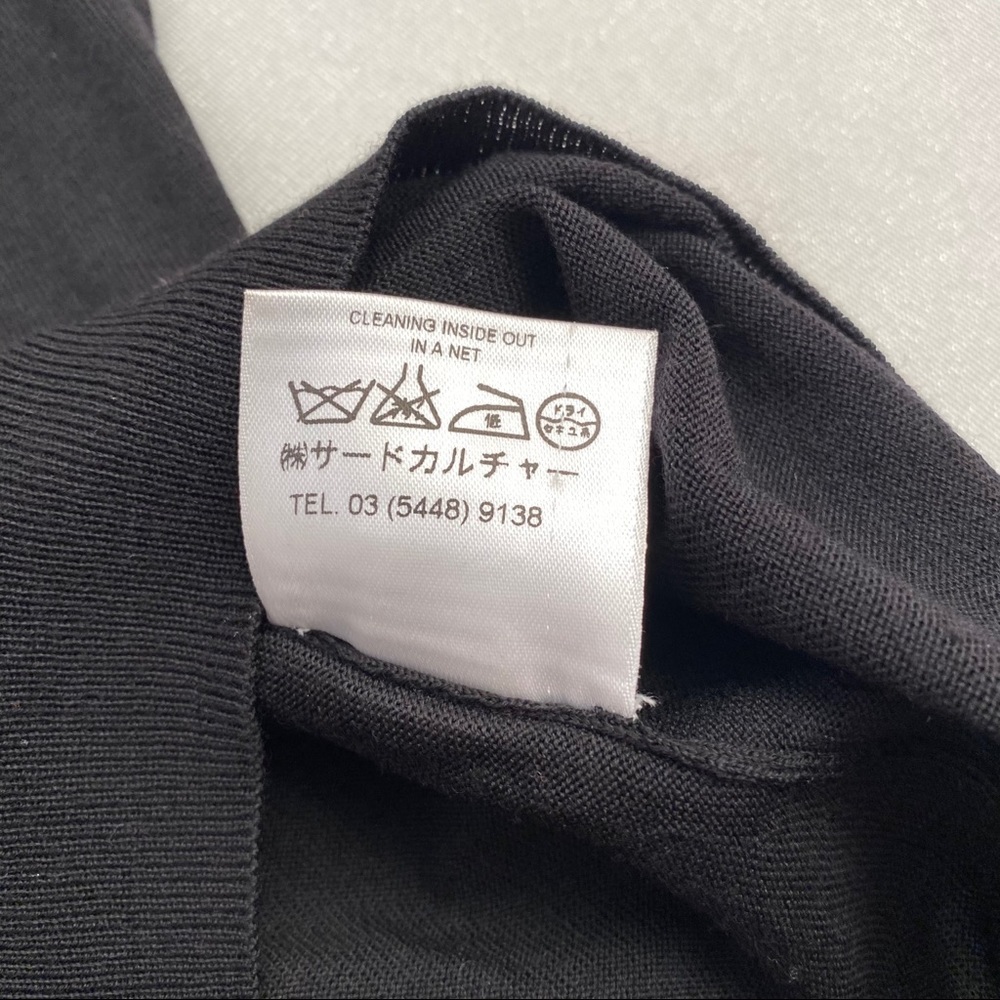 CLEANING INSIDE OUT
IN A NET
低 ドライ
セキユ系
㈱サードカルチャー
TEL. 03 (5448) 9138